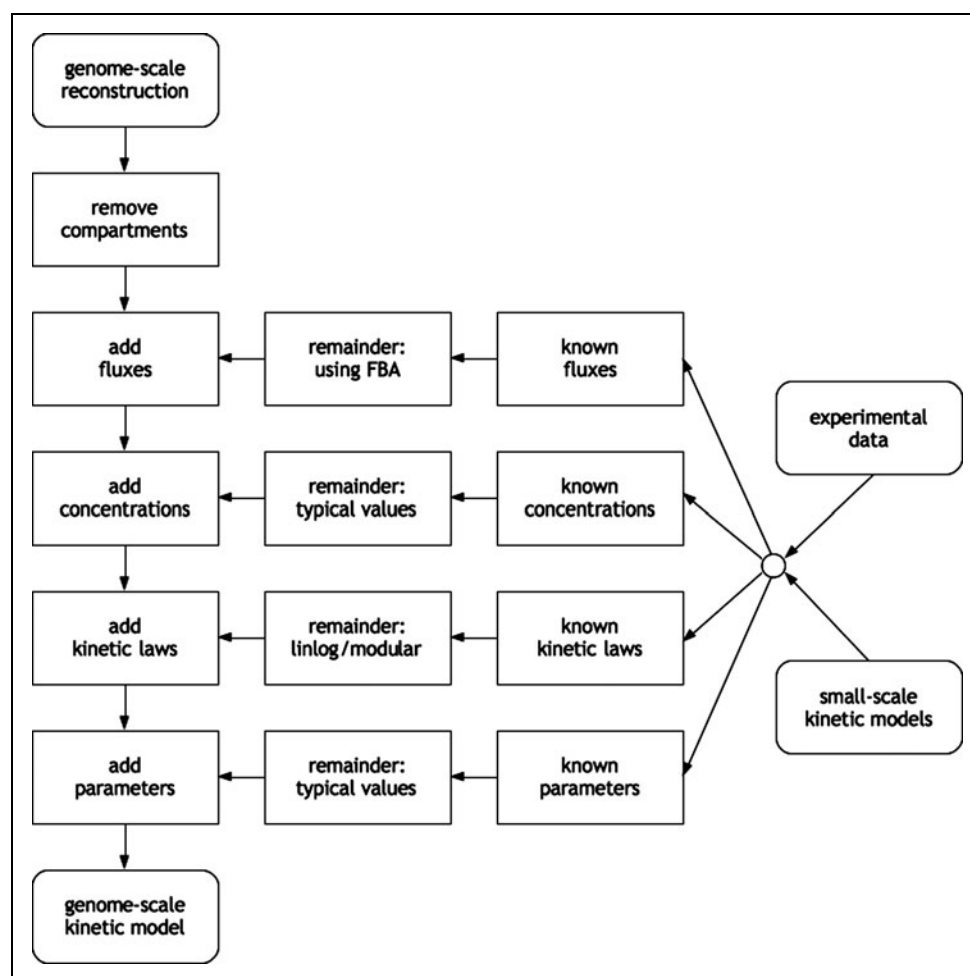 genome-scale
reconstruction
remove
compartments
add
fluxes
remainder:
using FBA
known
fluxes
experimental
data
add
concentrations
remainder:
typical values
known
concentrations
add
kinetic laws
remainder:
linlog/modular
known
kinetic laws
small-scale
kinetic models
add
parameters
remainder:
typical values
known
parameters
genome-scale
kinetic model